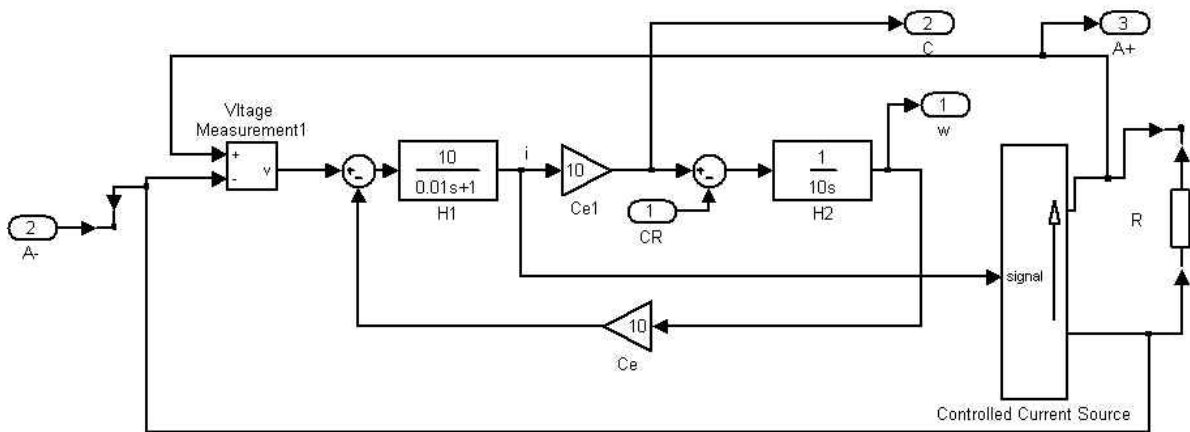 2
C
3
A+
Vltage
Measurement1
+
-
v
1
w
+
-
10
0.01s+1
H1
i
10
Ce1
+
-
1
10s
H2
1
CR
2
A-
signal
R
10
Ce
Controlled Current Source